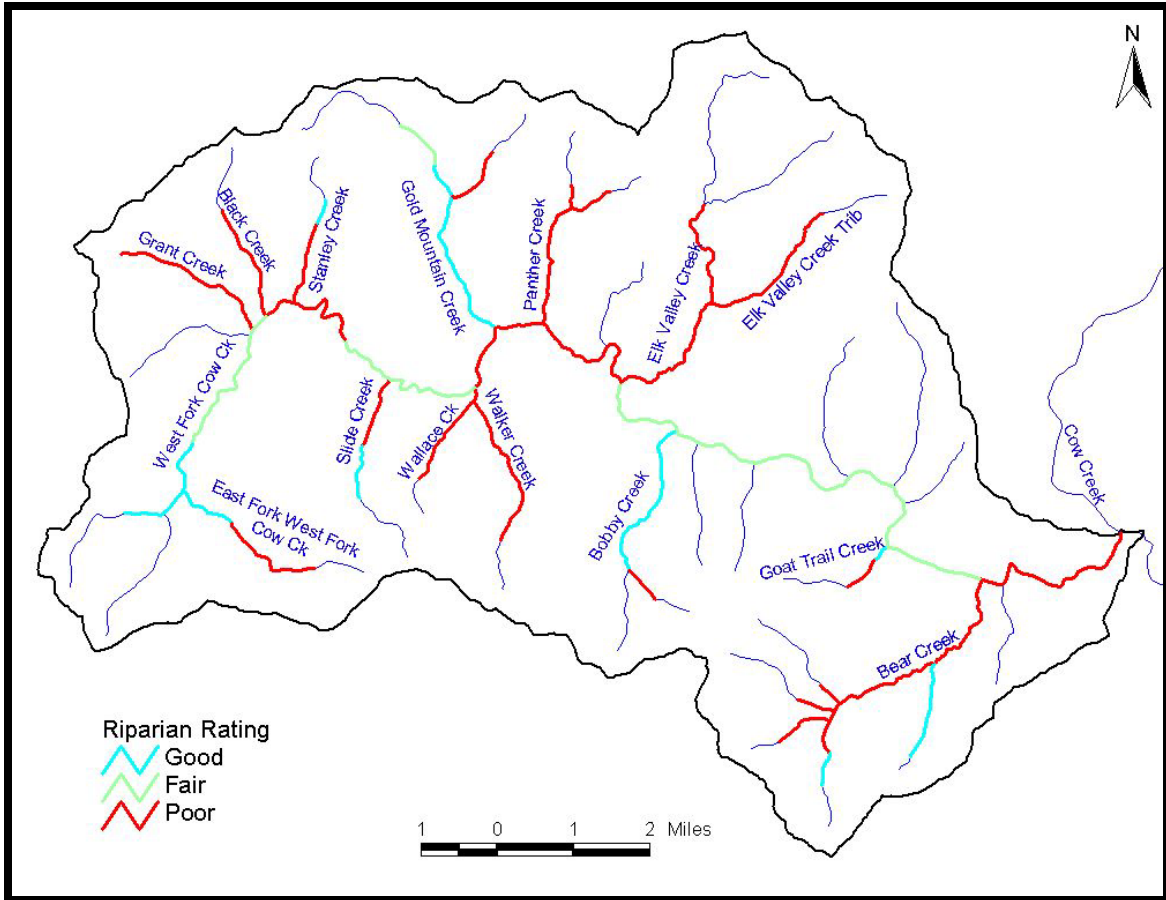 N
Black Creek
Stanley Creek
Grant Creek
Gold Mountain Creek
Panther Creek
Elk Valley Creek
Elk Valley Creek Trib
West Fork Cow Ck
Slide Creek
Wallace Ck
Walker Creek
Cow Creek
East Fork West Fork
Cow Ck
Bobby Creek
Goat Trail Creek
Bear Creek
Riparian Rating
Good
Fair
Poor
1 0 1 2 Miles